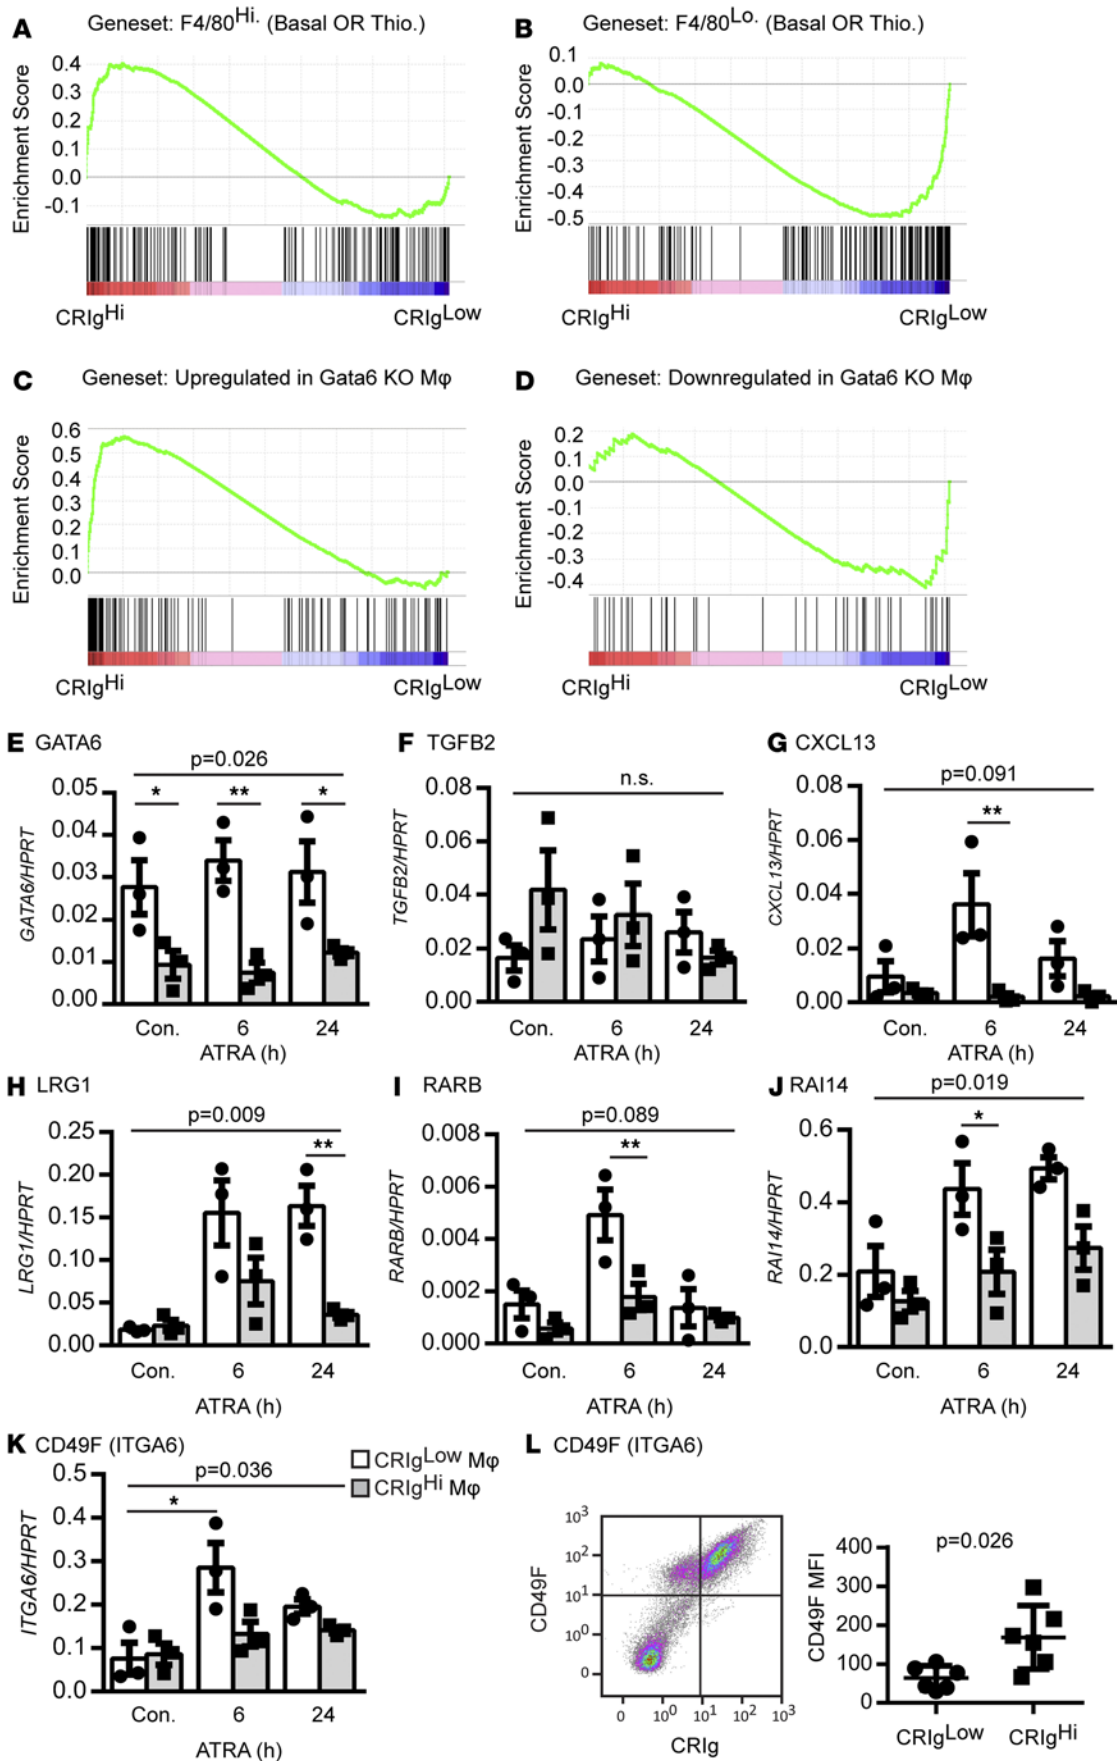 A Geneset: F4/80Hi. (Basal OR Thio.)
Enrichment Score
0.4
0.3
0.2
0.1
0.0
-0.1
CRIgHi CRIgLow
B Geneset: F4/80Lo. (Basal OR Thio.)
Enrichment Score
0.1
0.0
-0.1
-0.2
-0.3
-0.4
-0.5
CRIgHi CRIgLow
C Geneset: Upregulated in Gata6 KO Mφ
Enrichment Score
0.6
0.5
0.4
0.3
0.2
0.1
0.0
CRIgHi CRIgLow
D Geneset: Downregulated in Gata6 KO Mφ
Enrichment Score
0.2
0.1
0.0
-0.1
-0.2
-0.3
-0.4
CRIgHi CRIgLow
E GATA6
p=0.026
* ** *
GATA6/HPRT
0.05
0.04
0.03
0.02
0.01
0.00
Con. 6 24
ATRA (h)
F TGFB2
n.s.
TGFB2/HPRT
0.08
0.06
0.04
0.02
0.00
Con. 6 24
ATRA (h)
G CXCL13
p=0.091
**
CXCL13/HPRT
0.08
0.06
0.04
0.02
0.00
Con. 6 24
ATRA (h)
H LRG1
p=0.009
**
LRG1/HPRT
0.25
0.20
0.15
0.10
0.05
0.00
Con. 6 24
ATRA (h)
I RARB
p=0.089
**
RARB/HPRT
0.008
0.006
0.004
0.002
0.000
Con. 6 24
ATRA (h)
J RAI14
p=0.019
*
RAI14/HPRT
0.6
0.4
0.2
0.0
Con. 6 24
ATRA (h)
K CD49F (ITGA6)
CRIgLow Mφ
CRIgHi Mφ
p=0.036
*
ITGA6/HPRT
0.5
0.4
0.3
0.2
0.1
0.0
Con. 6 24
ATRA (h)
L CD49F (ITGA6)
CD49F
103
102
101
100
0
0 100 101 102 103
CRIg
p=0.026
CD49F MFI
400
300
200
100
0
CRIgLow CRIgHi